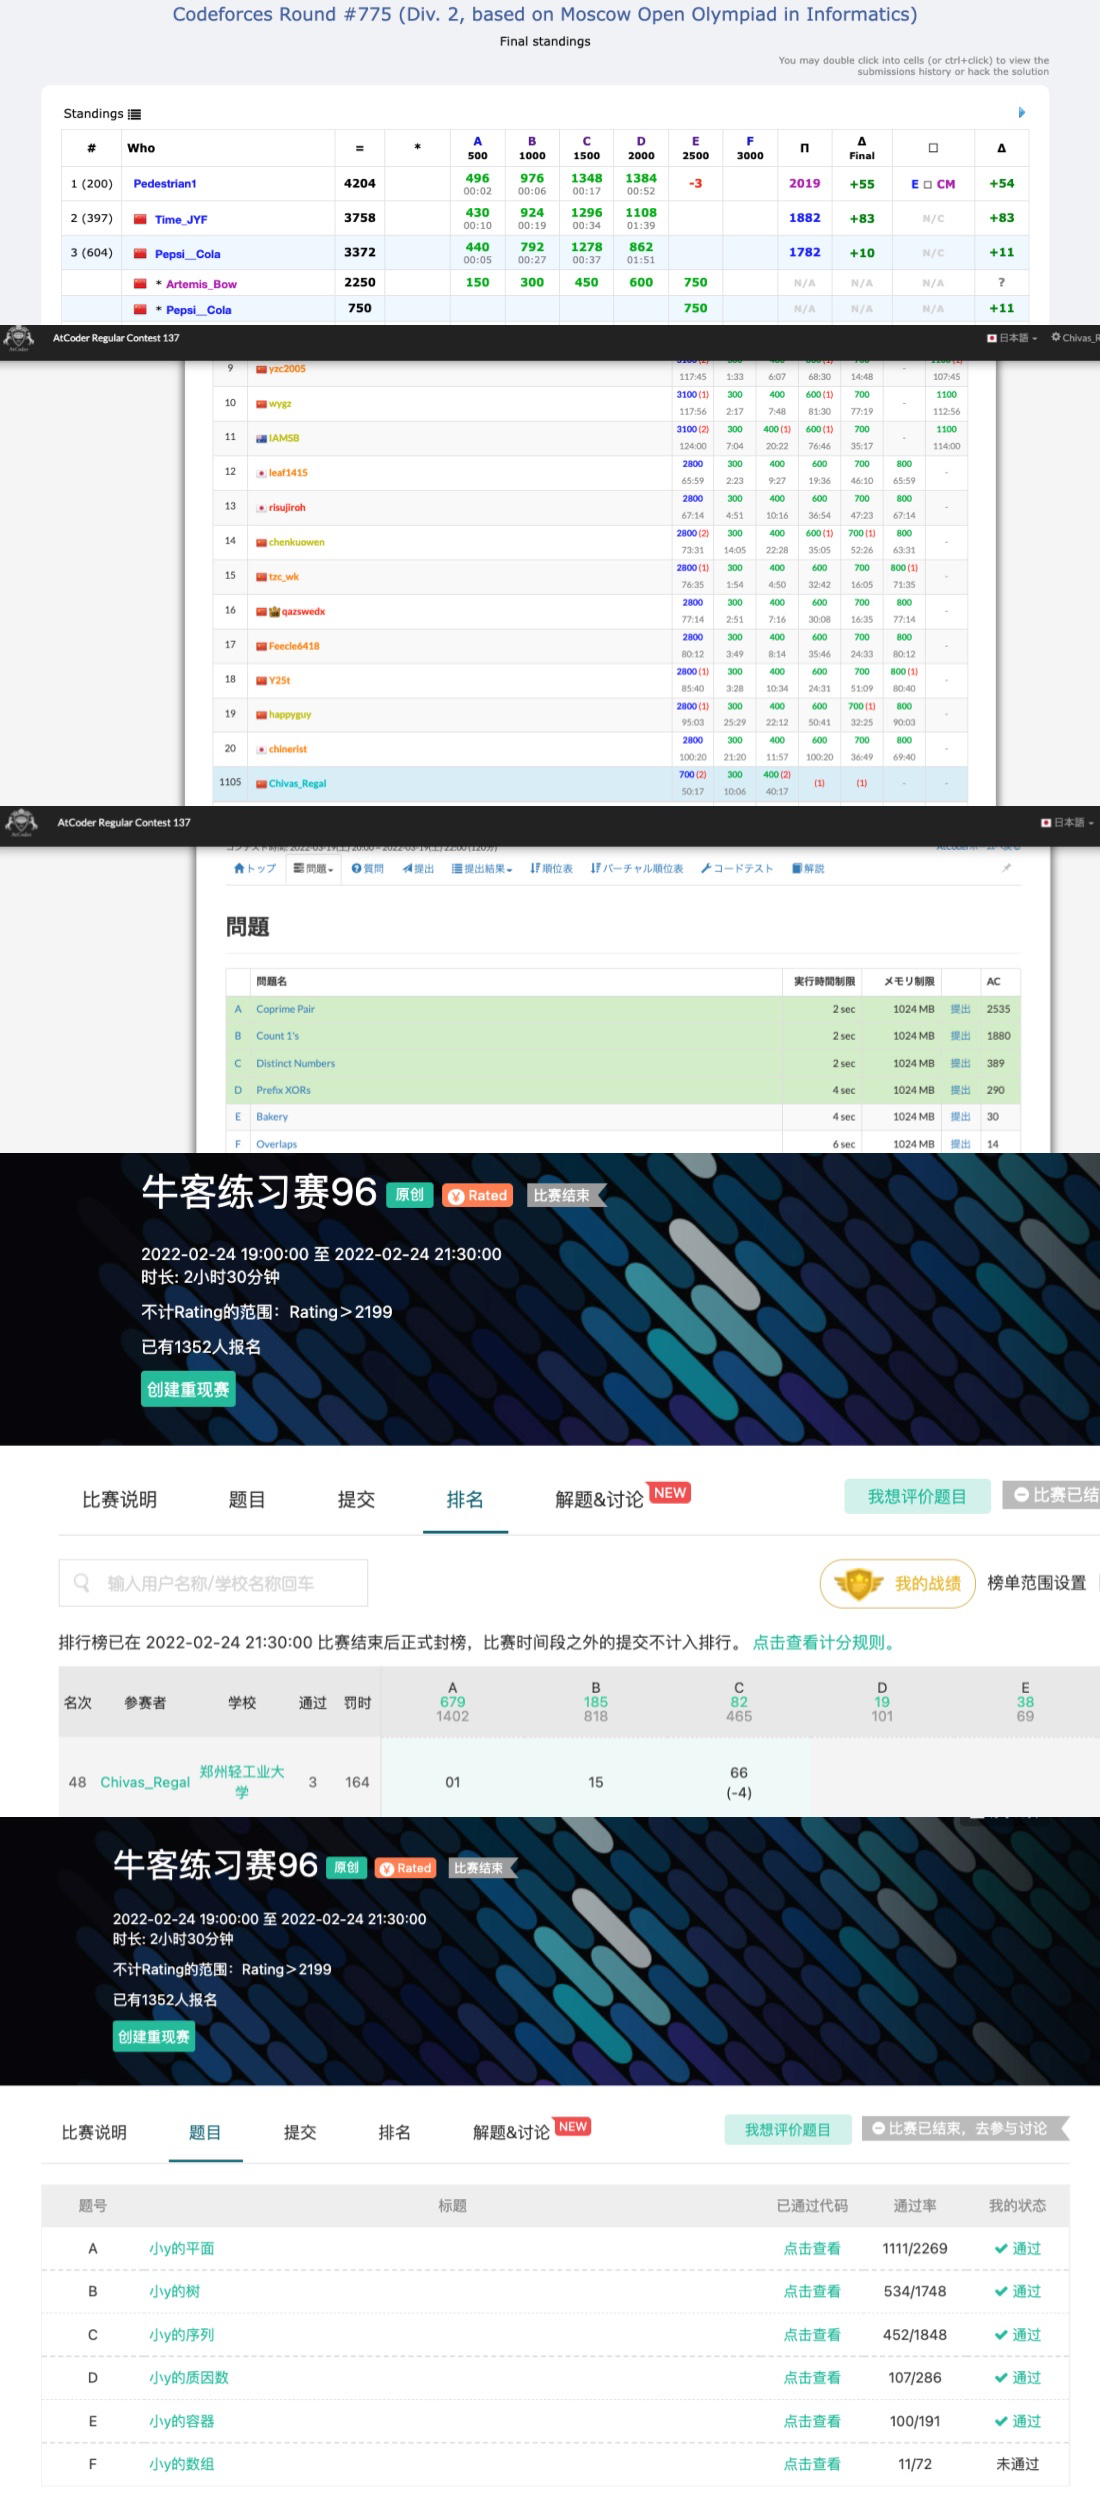 Codeforces Round #775 (Div. 2, based on Moscow Open Olympiad in Informatics)
Final standings
You may double click into cells (or ctrl+click) to view the
submissions history or hack the solution
Standings
# Who = * A B C D E F Π Δ □ Δ
500 1000 1500 2000 2500 3000 Final
1 (200) Pedestrian1 4204 496 976 1348 1384 -3 2019 +55 E □ CM +54
00:02 00:06 00:17 00:52
2 (397) Time_JYF 3758 430 924 1296 1108 1882 +83 N/C +83
00:10 00:19 00:34 01:39
3 (604) Pepsi__Cola 3372 440 792 1278 862 1782 +10 N/C +11
00:05 00:27 00:37 01:51
* Artemis_Bow 2250 150 300 450 600 750 N/A N/A N/A ?
* Pepsi__Cola 750 750 N/A N/A N/A +11
AtCoder Regular Contest 137 日本語 Chivas_R
9 yzc2005
117:45 1:33 6:07 68:30 14:48 - 107:45
10 wygz 3100 (1) 300 400 600 (1) 700 - 1100
117:56 2:17 7:48 81:30 77:19 112:56
11 IAMSB 3100 (2) 300 400 (1) 600 (1) 700 - 1100
124:00 7:04 20:22 76:46 35:17 114:00
12 leaf1415 2800 300 400 600 700 800 -
65:59 2:23 9:27 19:36 46:10 65:59
13 risujiroh 2800 300 400 600 700 800 -
67:14 4:51 10:16 36:54 47:23 67:14
14 chenkuowen 2800 (2) 300 400 600 (1) 700 (1) 800 -
73:31 14:05 22:28 35:05 52:26 63:31
15 tzc_wk 2800 (1) 300 400 600 700 800 (1) -
76:35 1:54 4:50 32:42 16:05 71:35
16 qazswedx 2800 300 400 600 700 800 -
77:14 2:51 7:16 30:08 16:35 77:14
17 Feecle6418 2800 300 400 600 700 800 -
80:12 3:49 8:14 35:46 24:33 80:12
18 Y25t 2800 (1) 300 400 600 700 800 (1) -
85:40 3:28 10:34 24:31 51:09 80:40
19 happyguy 2800 (1) 300 400 600 700 (1) 800 -
95:03 25:29 22:12 50:41 32:25 90:03
20 chinerist 2800 300 400 600 700 800 -
100:20 21:20 11:57 100:20 36:49 69:40
1105 Chivas_Regal 700 (2) 300 400 (2) (1) (1) - -
50:17 10:06 40:17
AtCoder Regular Contest 137 日本語
コンテスト時間: 2022-03-19(土) 20:00 ~ 2022-03-19(土) 22:00 (120分)
トップ 問題 質問 提出 提出結果 順位表 バーチャル順位表 コードテスト 解説
問題
問題名 実行時間制限 メモリ制限 AC
A Coprime Pair 2 sec 1024 MB 提出 2535
B Count 1's 2 sec 1024 MB 提出 1880
C Distinct Numbers 2 sec 1024 MB 提出 389
D Prefix XORs 4 sec 1024 MB 提出 290
E Bakery 4 sec 1024 MB 提出 30
F Overlaps 6 sec 1024 MB 提出 14
牛客练习赛96 原创 Rated 比赛结束
2022-02-24 19:00:00 至 2022-02-24 21:30:00
时长: 2小时30分钟
不计Rating的范围：Rating＞2199
已有1352人报名
创建重现赛
比赛说明 题目 提交 排名 解题&讨论 NEW 我想评价题目 比赛已结
输入用户名称/学校名称回车 我的战绩 榜单范围设置
排行榜已在 2022-02-24 21:30:00 比赛结束后正式封榜，比赛时间段之外的提交不计入排行。 点击查看计分规则。
名次 参赛者 学校 通过 罚时 A B C D E
679 185 82 19 38
1402 818 465 101 69
48 Chivas_Regal 郑州轻工业大学 3 164 01 15 66
(-4)
牛客练习赛96 原创 Rated 比赛结束
2022-02-24 19:00:00 至 2022-02-24 21:30:00
时长: 2小时30分钟
不计Rating的范围：Rating＞2199
已有1352人报名
创建重现赛
比赛说明 题目 提交 排名 解题&讨论 NEW 我想评价题目 比赛已结束，去参与讨论
题号 标题 已通过代码 通过率 我的状态
A 小y的平面 点击查看 1111/2269 通过
B 小y的树 点击查看 534/1748 通过
C 小y的序列 点击查看 452/1848 通过
D 小y的质因数 点击查看 107/286 通过
E 小y的容器 点击查看 100/191 通过
F 小y的数组 点击查看 11/72 未通过